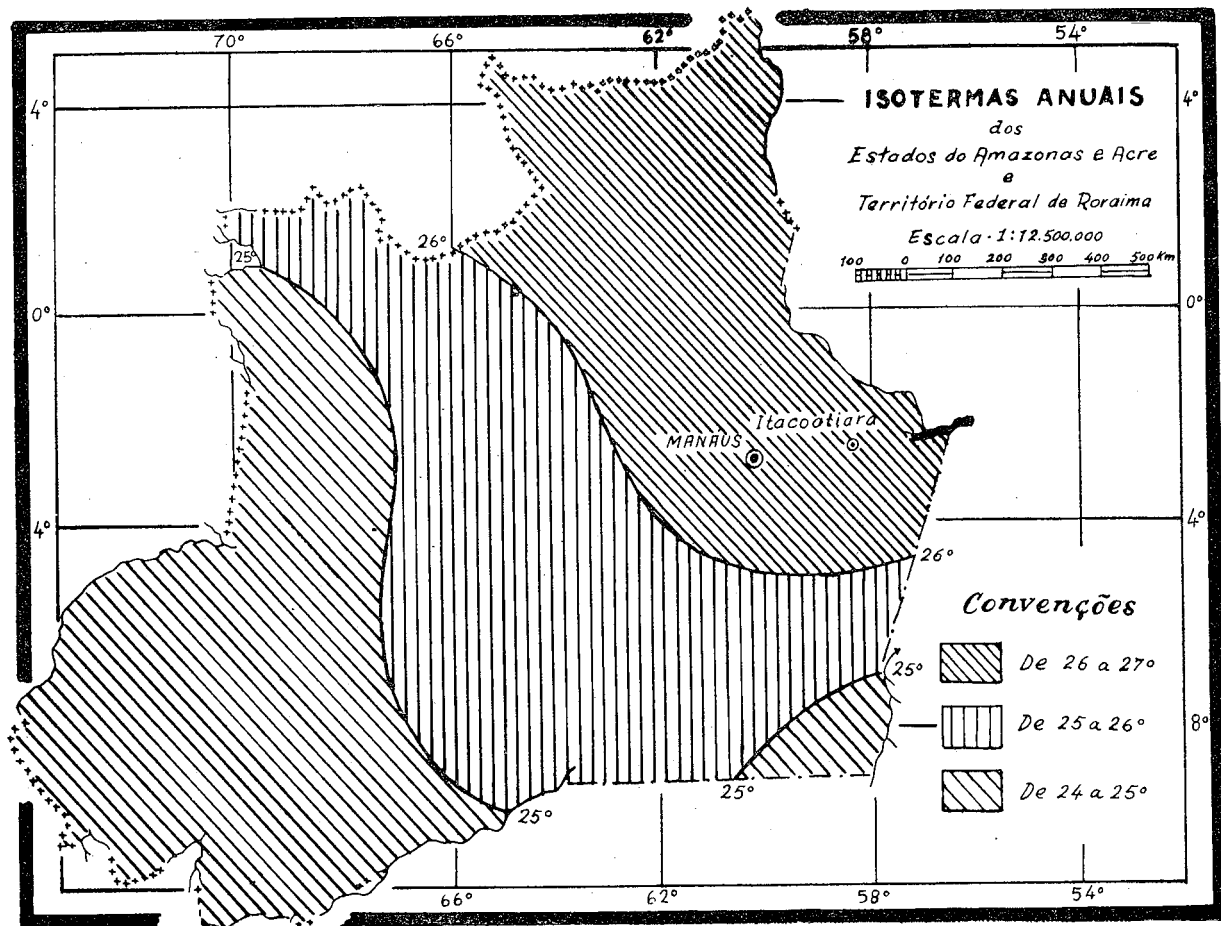 70° 66° 62° 58° 54°
4° 4°
ISOTERMAS ANUAIS
dos
Estados do Amazonas e Acre
e
Território Federal de Roraima
Escala - 1:12.500.000
100 0 100 200 300 400 500 Km
26°
25°
0° 0°
Itacoatiara
MANAUS
4° 4°
26°
Convenções
25°
De 26 a 27°
De 25 a 26°
8°
De 24 a 25°
25°
25°
66° 62° 58° 54°